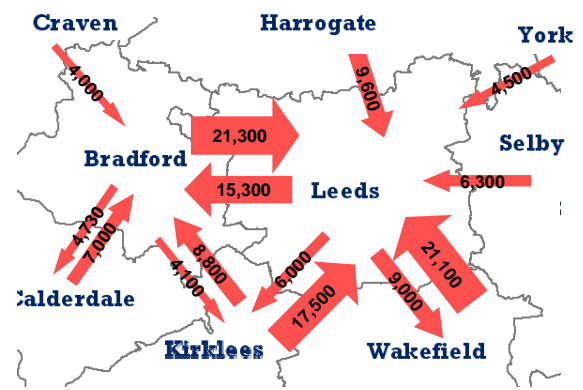 Craven
Harrogate
York
4,000
9,600
4,500
21,300
Bradford
Selby
15,300
Leeds
6,300
4,730
7,000
8,800
4,100
6,000
17,500
9,000
21,100
Calderdale
Kirklees
Wakefield